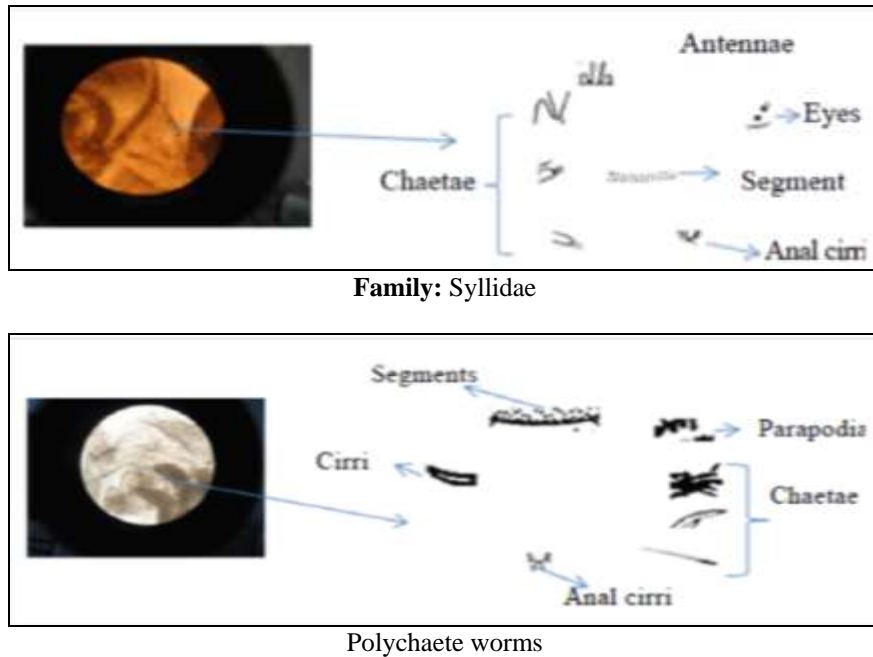 Antennae
Eyes
Chaetae
Segment
Anal cirri
Family: Syllidae
Segments
Parapodia
Cirri
Chaetae
Anal cirri
Polychaete worms